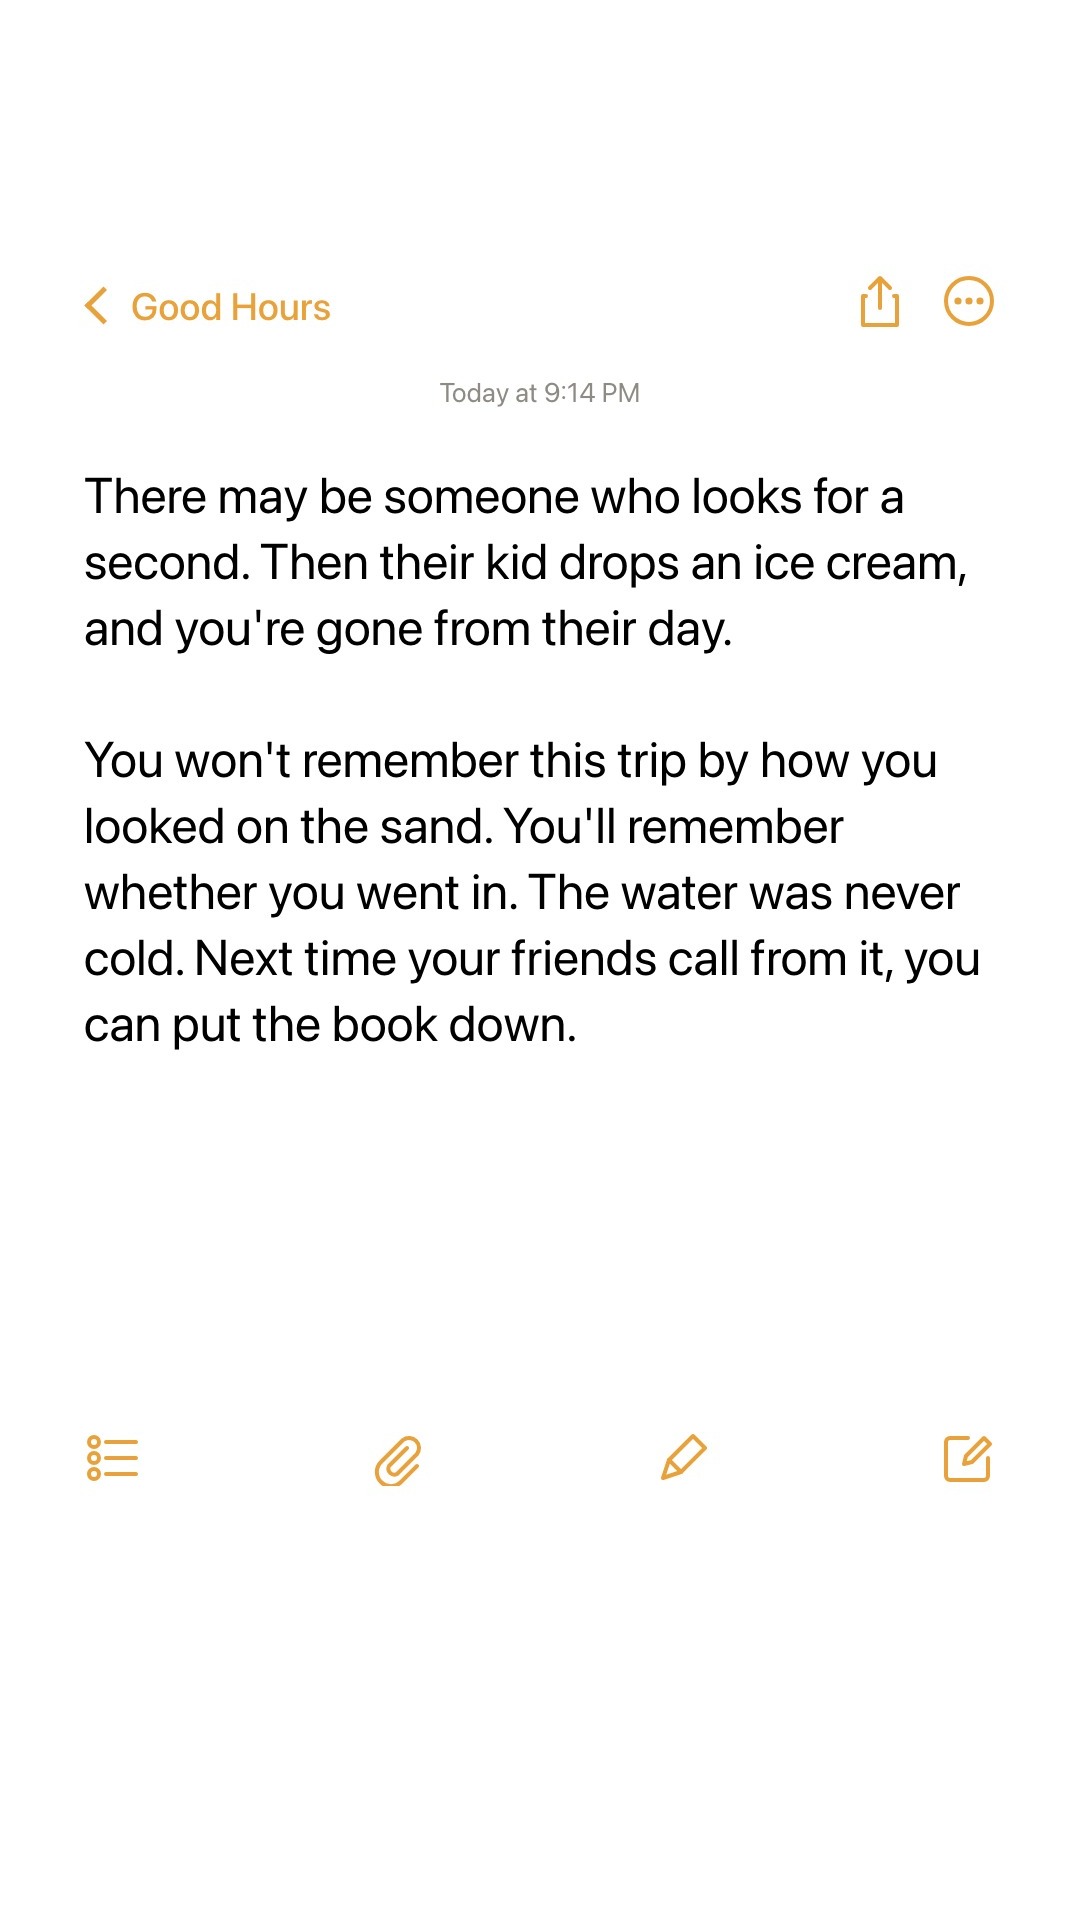 Good Hours
Today at 9:14 PM
There may be someone who looks for a
second. Then their kid drops an ice cream,
and you're gone from their day.
You won't remember this trip by how you
looked on the sand. You'll remember
whether you went in. The water was never
cold. Next time your friends call from it, you
can put the book down.